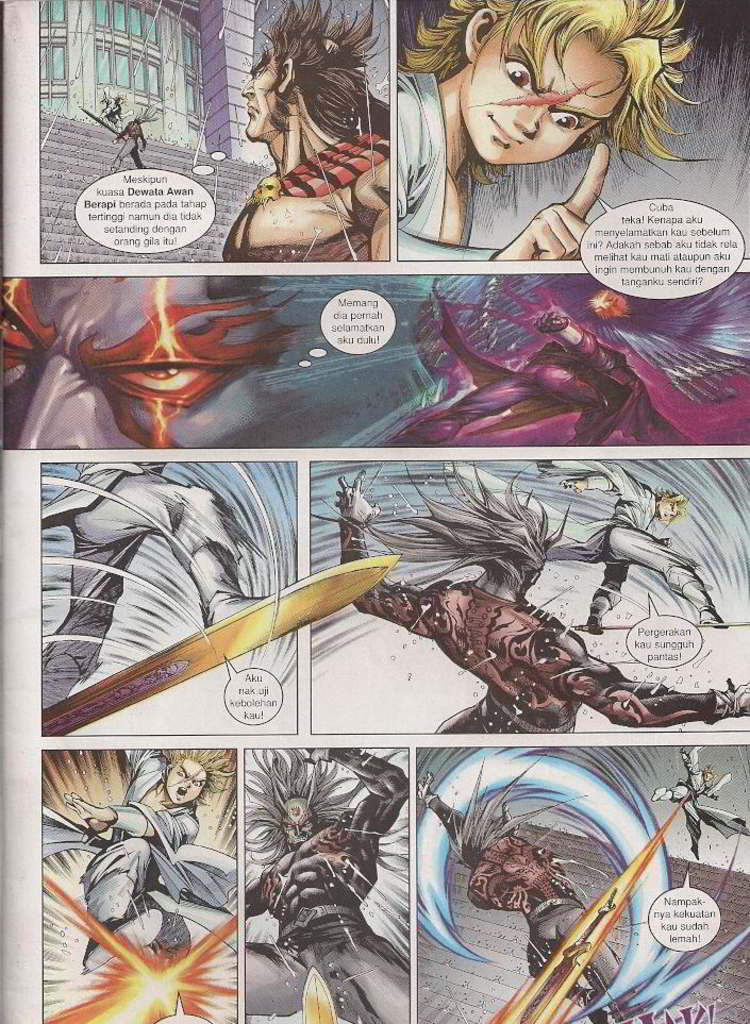 Meskipun
kuasa Dewata Awan
Berapi berada pada tahap
tertinggi namun dia tidak
setanding dengan
orang gila itu!
Cuba
teka! Kenapa aku
menyelamatkan kau sebelum
ini? Adakah sebab aku tidak rela
melihat kau mati ataupun aku
ingin membunuh kau dengan
tanganku sendiri?
Memang
dia pernah
selamatkan
aku dulu!
Aku
nak uji
kebolehan
kau!
Pergerakan
kau sungguh
pantas!
Nampak-
nya kekuatan
kau sudah
lemah!